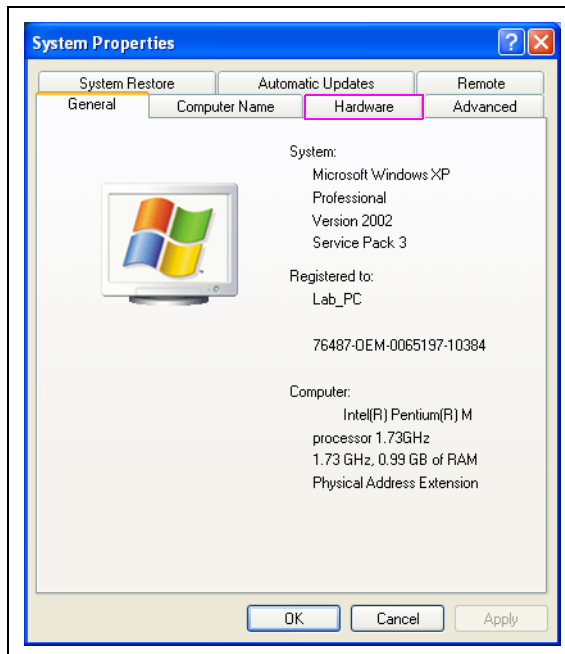 System Properties
System Restore Automatic Updates Remote
General Computer Name Hardware Advanced
System:
Microsoft Windows XP
Professional
Version 2002
Service Pack 3
Registered to:
Lab_PC
76487-OEM-0065197-10384
Computer:
Intel(R) Pentium(R) M
processor 1.73GHz
1.73 GHz, 0.99 GB of RAM
Physical Address Extension
OK Cancel Apply